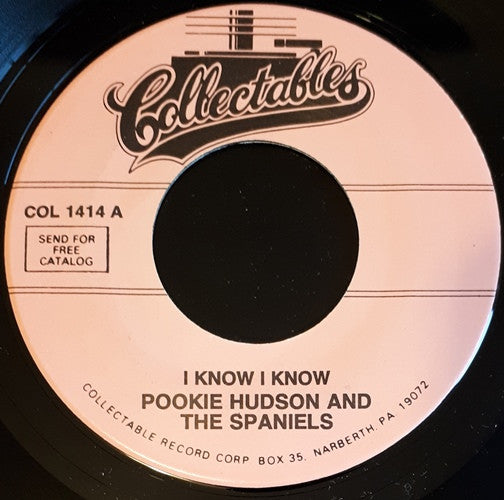 Collectables
COL 1414 A
SEND FOR
FREE
CATALOG
I KNOW I KNOW
POOKIE HUDSON AND
THE SPANIELS
COLLECTABLE RECORD CORP BOX 35, NARBERTH, PA 19072